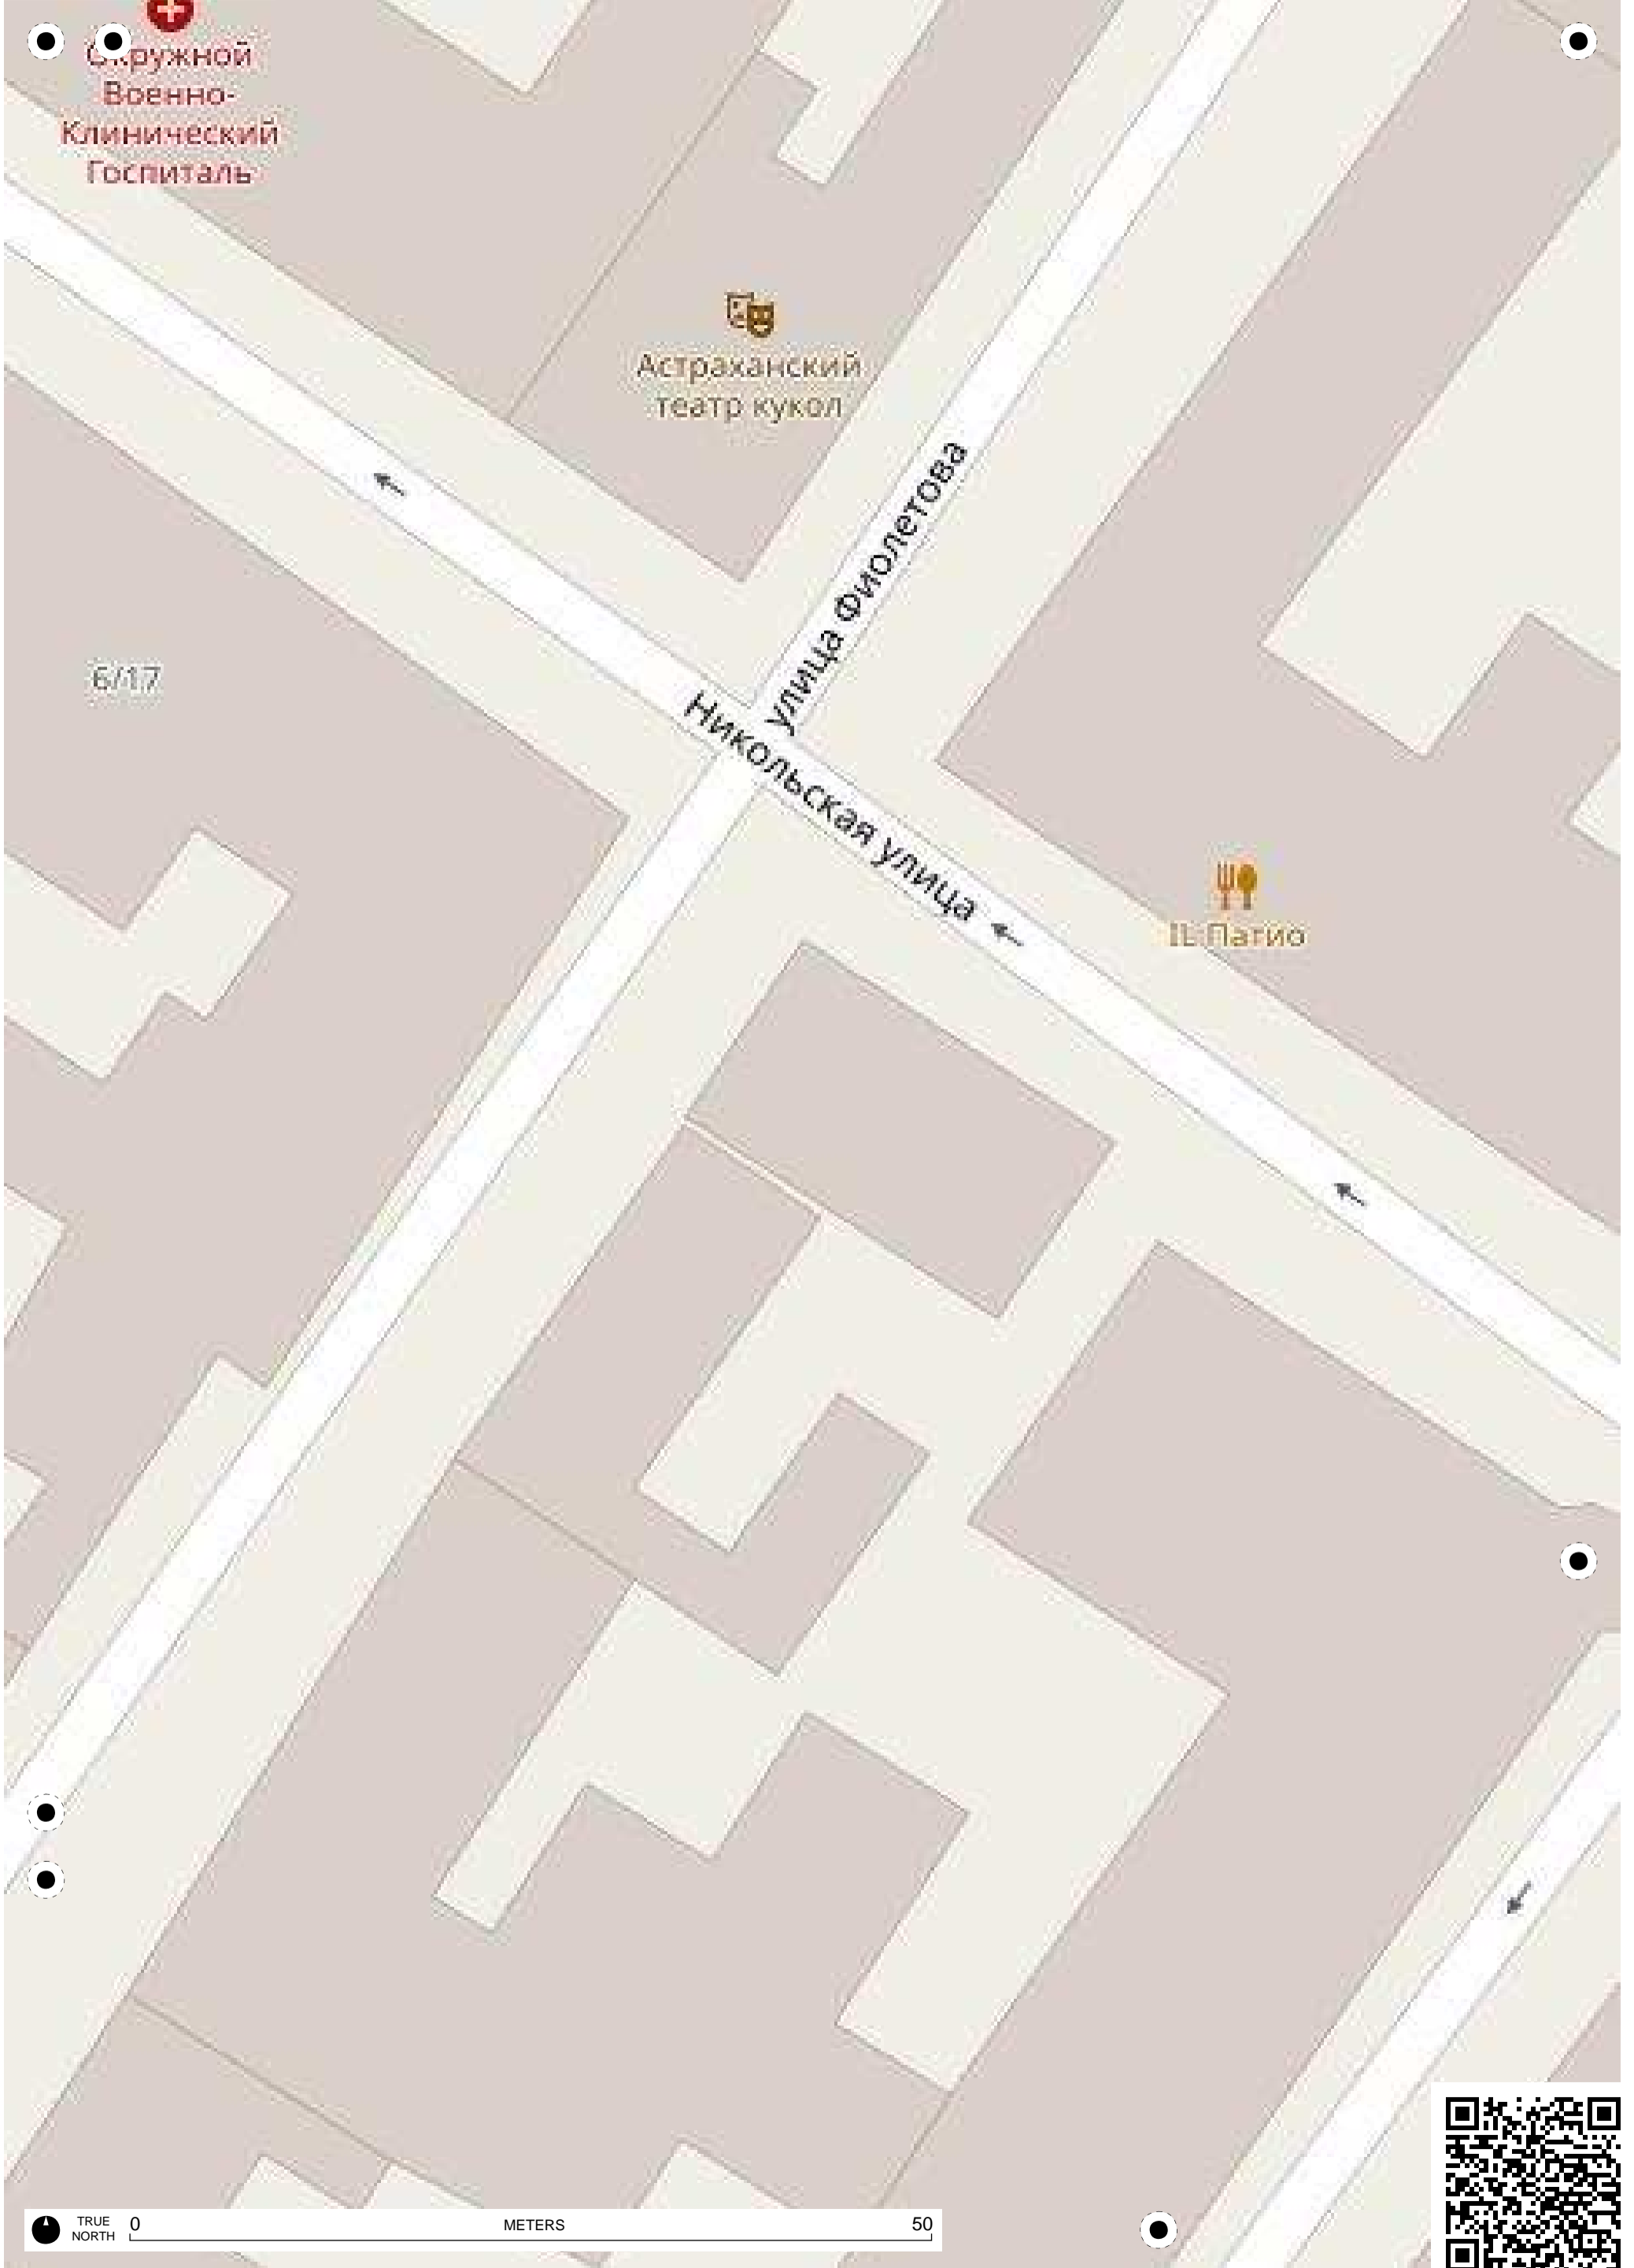 Окружной
Военно-
Клинический
Госпиталь
Астраханский
театр кукол
улица Фиолетова
6/17
Никольская улица
IL Патио
TRUE
NORTH
0
METERS
50